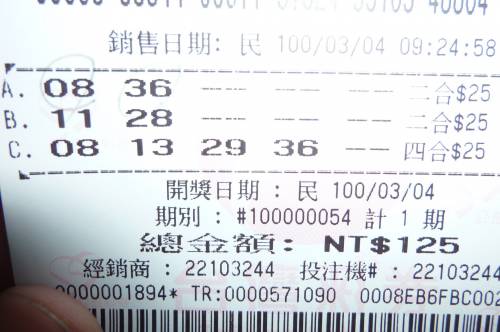 銷售日期: 民 100/03/04 09:24:58
A. 08 36 -- -- -- 二合$25
B. 11 28 -- -- -- 二合$25
C. 08 13 29 36 -- 四合$25
開獎日期 : 民 100/03/04
期別 : #100000054 計 1 期
總金額: NT$125
經銷商 : 22103244 投注機# : 22103244
0000001894* TR:0000571090 0008EB6FBC002